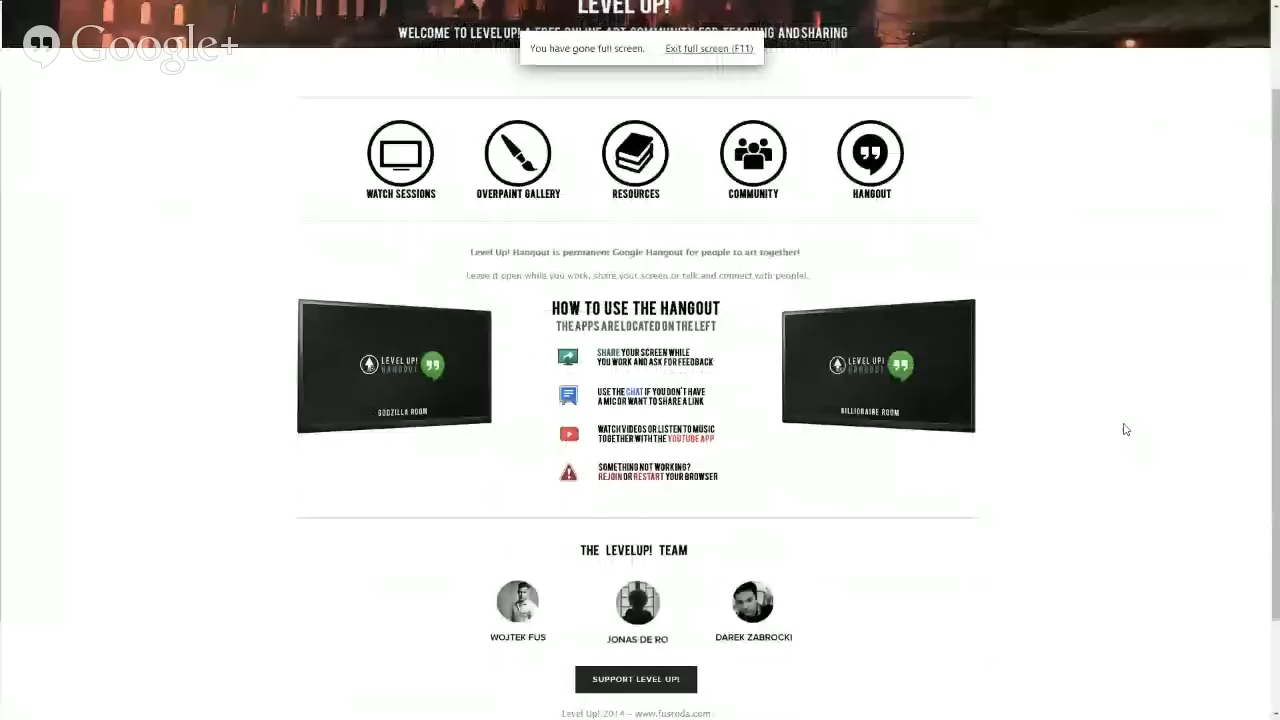 LEVEL UP!
WELCOME TO LEVEL UP! A FREE ONLINE ART COMMUNITY FOR TEACHING AND SHARING
Google+
You have gone full screen. Exit full screen (F11)
WATCH SESSIONS OVERPAINT GALLERY RESOURCES COMMUNITY HANGOUT
Level Up! Hangout is permanent Google Hangout for people to art together!
Leave it open while you work, share your screen or talk and connect with people!
HOW TO USE THE HANGOUT
THE APPS ARE LOCATED ON THE LEFT
SHARE YOUR SCREEN WHILE
YOU WORK AND ASK FOR FEEDBACK
USE THE CHAT IF YOU DON'T HAVE
A MIC OR WANT TO SHARE A LINK
WATCH VIDEOS OR LISTEN TO MUSIC
TOGETHER WITH THE YOUTUBE APP
SOMETHING NOT WORKING?
REJOIN OR RESTART YOUR BROWSER
LEVEL UP!
HANGOUT
GODZILLA ROOM
LEVEL UP!
HANGOUT
BILLIONAIRE ROOM
THE LEVELUP! TEAM
WOJTEK FUS JONAS DE RO DAREK ZABROCKI
SUPPORT LEVEL UP!
Level Up! 2014 - www.fusroda.com